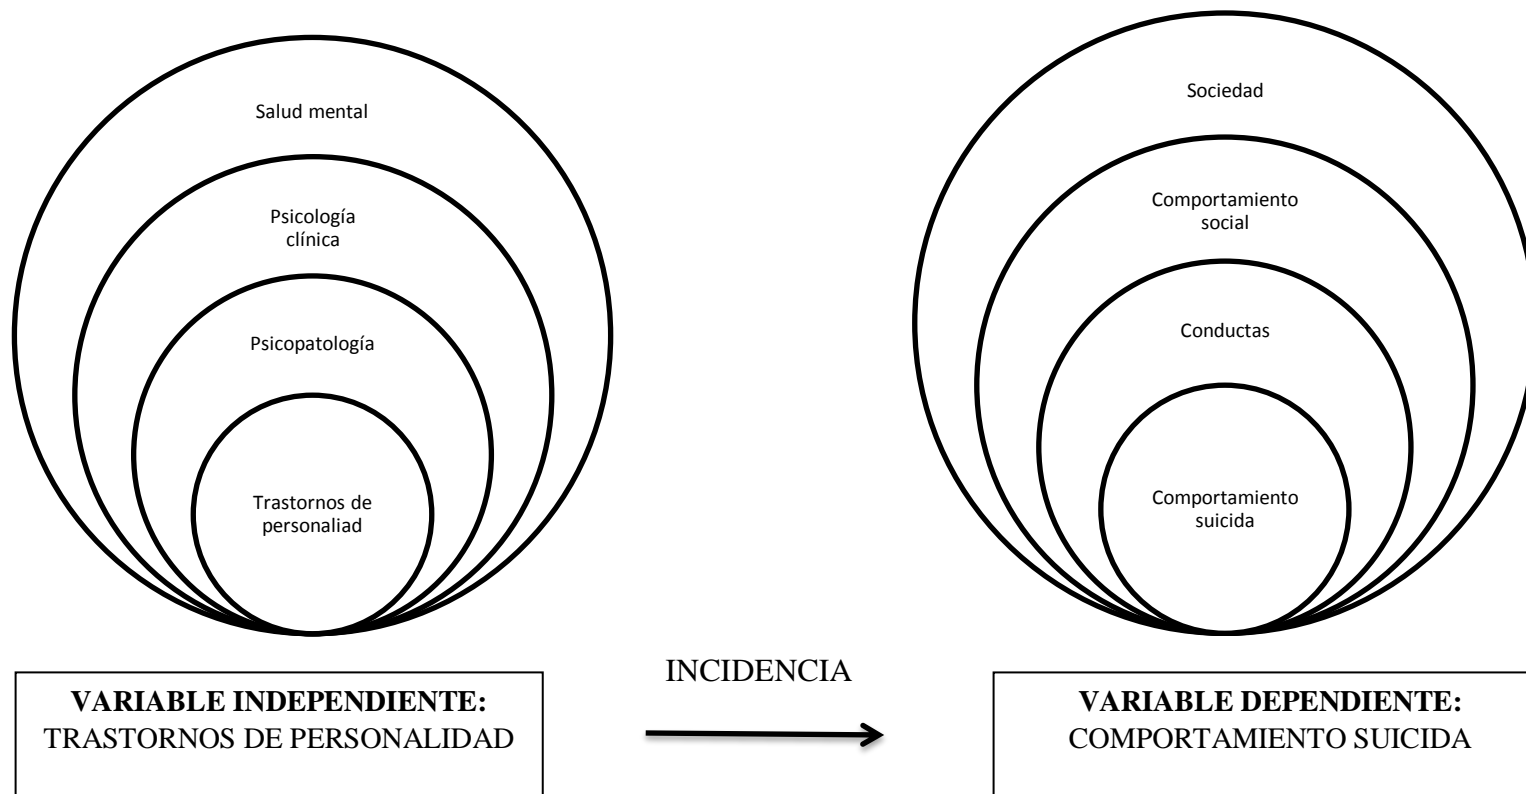 Salud mental
Psicología
clínica
Psicopatología
Trastornos de
personaliad
Sociedad
Comportamiento
social
Conductas
Comportamiento
suicida
VARIABLE INDEPENDIENTE:
TRASTORNOS DE PERSONALIDAD
INCIDENCIA
VARIABLE DEPENDIENTE:
COMPORTAMIENTO SUICIDA